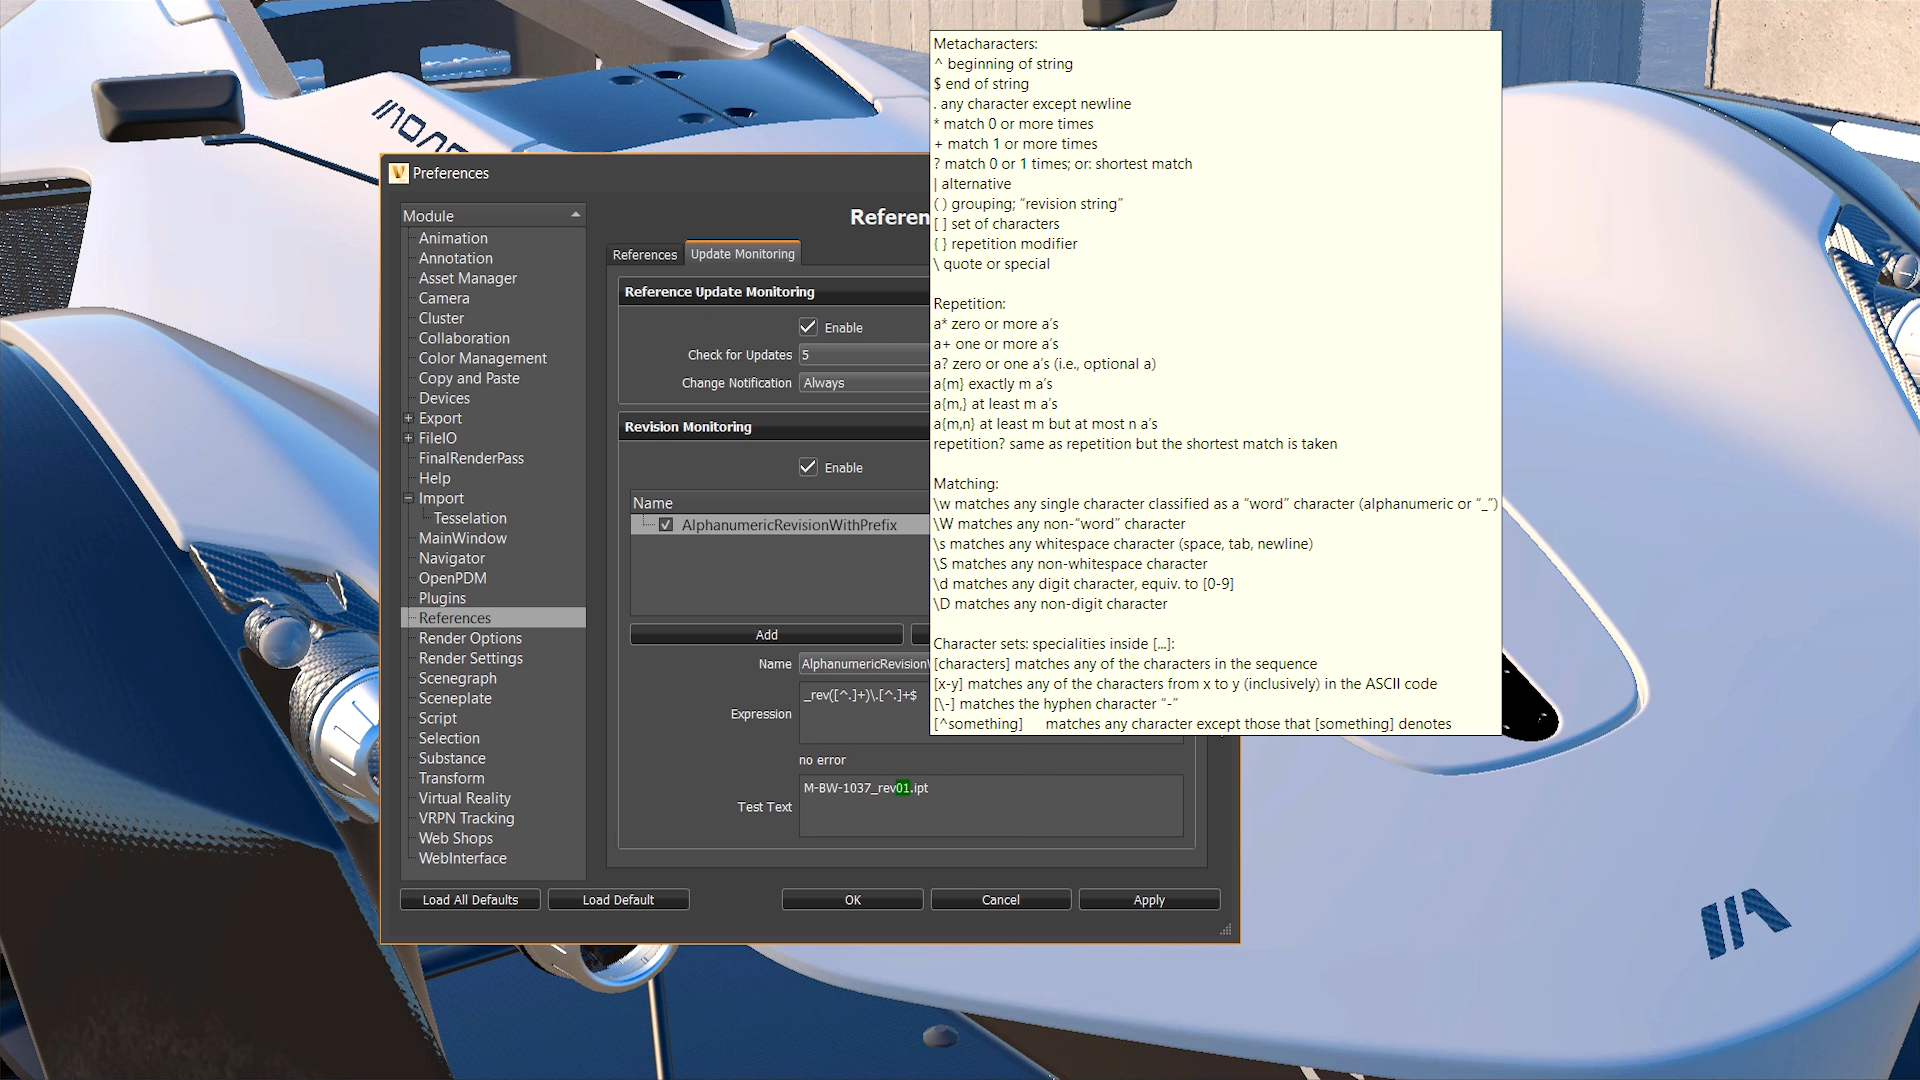 Preferences
Module
Animation
Annotation
Asset Manager
Camera
Cluster
Collaboration
Color Management
Copy and Paste
Devices
Export
FileIO
FinalRenderPass
Help
Import
Tesselation
MainWindow
Navigator
OpenPDM
Plugins
References
Render Options
Render Settings
Scenegraph
Sceneplate
Script
Selection
Substance
Transform
Virtual Reality
VRPN Tracking
Web Shops
WebInterface
Referen
References
Update Monitoring
Reference Update Monitoring
Enable
Check for Updates 5
Change Notification Always
Revision Monitoring
Enable
Name
AlphanumericRevisionWithPrefix
Add
Name AlphanumericRevision
Expression _rev([^.]+)\.[^.]+$
no error
Test Text M-BW-1037_rev01.ipt
Load All Defaults
Load Default
OK
Cancel
Apply
Metacharacters:
^ beginning of string
$ end of string
. any character except newline
* match 0 or more times
+ match 1 or more times
? match 0 or 1 times; or: shortest match
| alternative
( ) grouping; “revision string”
[ ] set of characters
{ } repetition modifier
\ quote or special
Repetition:
a* zero or more a’s
a+ one or more a’s
a? zero or one a’s (i.e., optional a)
a{m} exactly m a’s
a{m,} at least m a’s
a{m,n} at least m but at most n a’s
repetition? same as repetition but the shortest match is taken
Matching:
\w matches any single character classified as a “word” character (alphanumeric or “_”)
\W matches any non-“word” character
\s matches any whitespace character (space, tab, newline)
\S matches any non-whitespace character
\d matches any digit character, equiv. to [0-9]
\D matches any non-digit character
Character sets: specialities inside [...]:
[characters] matches any of the characters in the sequence
[x-y] matches any of the characters from x to y (inclusively) in the ASCII code
[\-] matches the hyphen character “-”
[^something] matches any character except those that [something] denotes